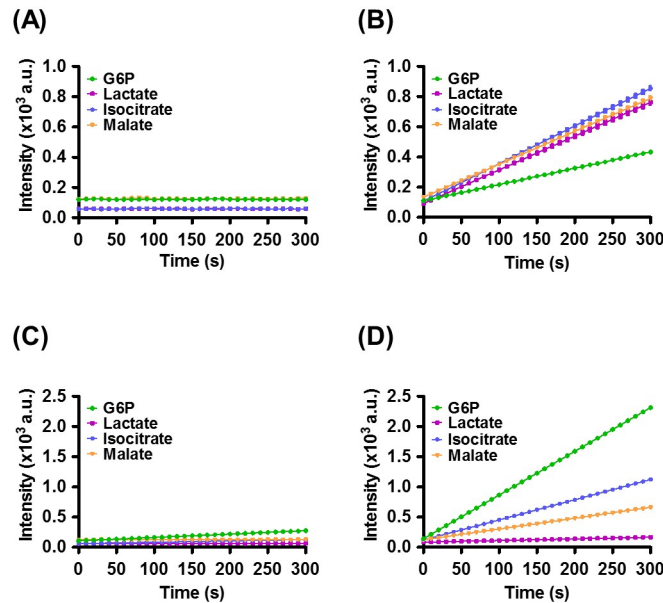 (A)
Intensity (x10³ a.u.)
1.0
0.8
0.6
0.4
0.2
0.0
G6P
Lactate
Isocitrate
Malate
0 50 100 150 200 250 300
Time (s)
(B)
Intensity (x10³ a.u.)
1.0
0.8
0.6
0.4
0.2
0.0
G6P
Lactate
Isocitrate
Malate
0 50 100 150 200 250 300
Time (s)
(C)
Intensity (x10³ a.u.)
2.5
2.0
1.5
1.0
0.5
0.0
G6P
Lactate
Isocitrate
Malate
0 50 100 150 200 250 300
Time (s)
(D)
Intensity (x10³ a.u.)
2.5
2.0
1.5
1.0
0.5
0.0
G6P
Lactate
Isocitrate
Malate
0 50 100 150 200 250 300
Time (s)